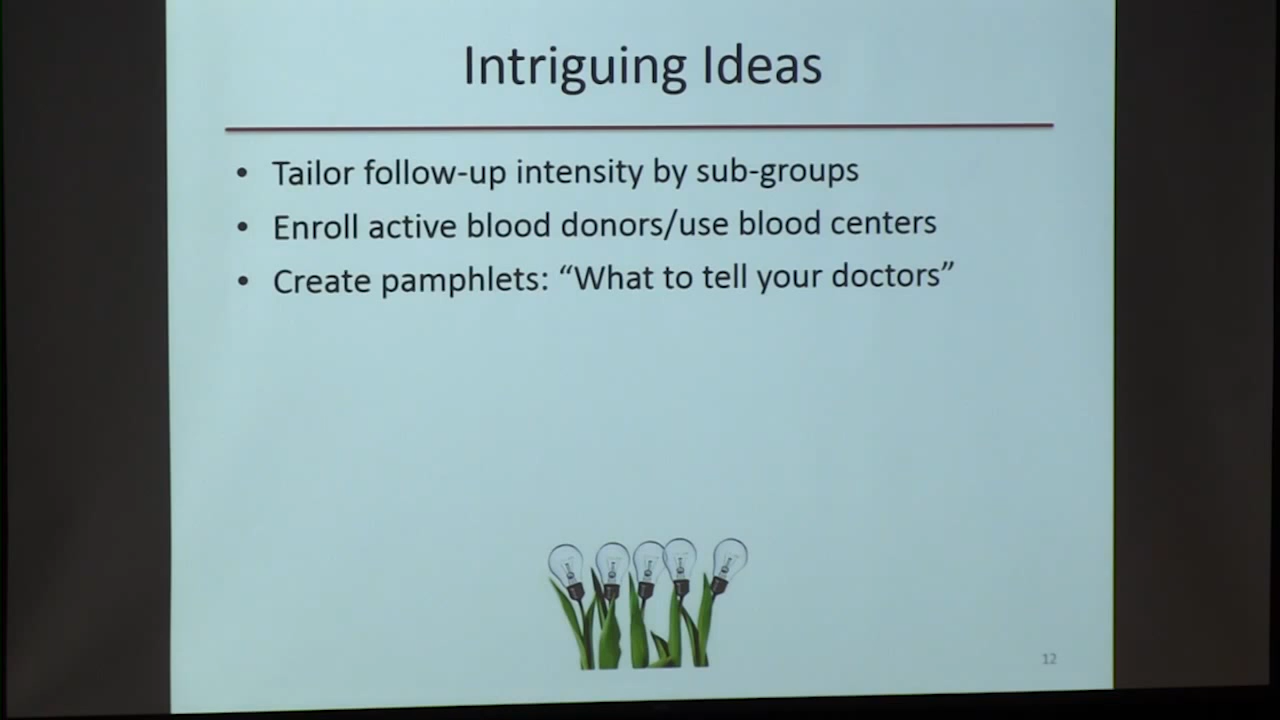 Intriguing Ideas
• Tailor follow-up intensity by sub-groups
• Enroll active blood donors/use blood centers
• Create pamphlets: “What to tell your doctors”
12